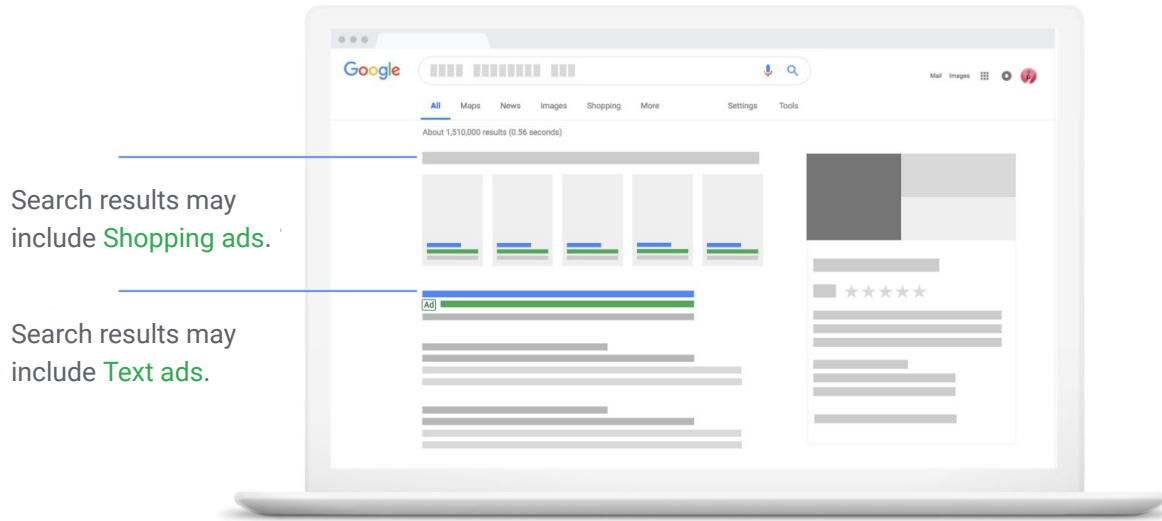 Google
Mail Images
All Maps News Images Shopping More Settings Tools
About 1,510,000 results (0.56 seconds)
Search results may
include Shopping ads.
Ad
Search results may
include Text ads.